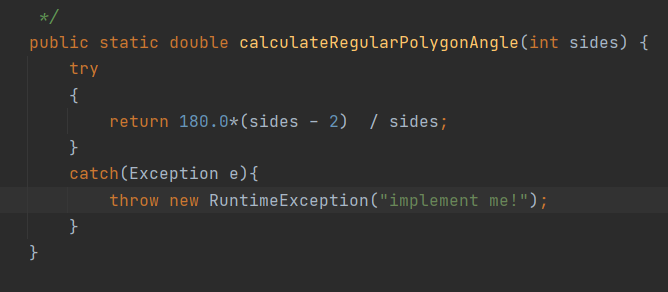 */
public static double calculateRegularPolygonAngle(int sides) {
try
{
return 180.0*(sides - 2)  / sides;
}
catch(Exception e){
throw new RuntimeException("implement me!");
}
}